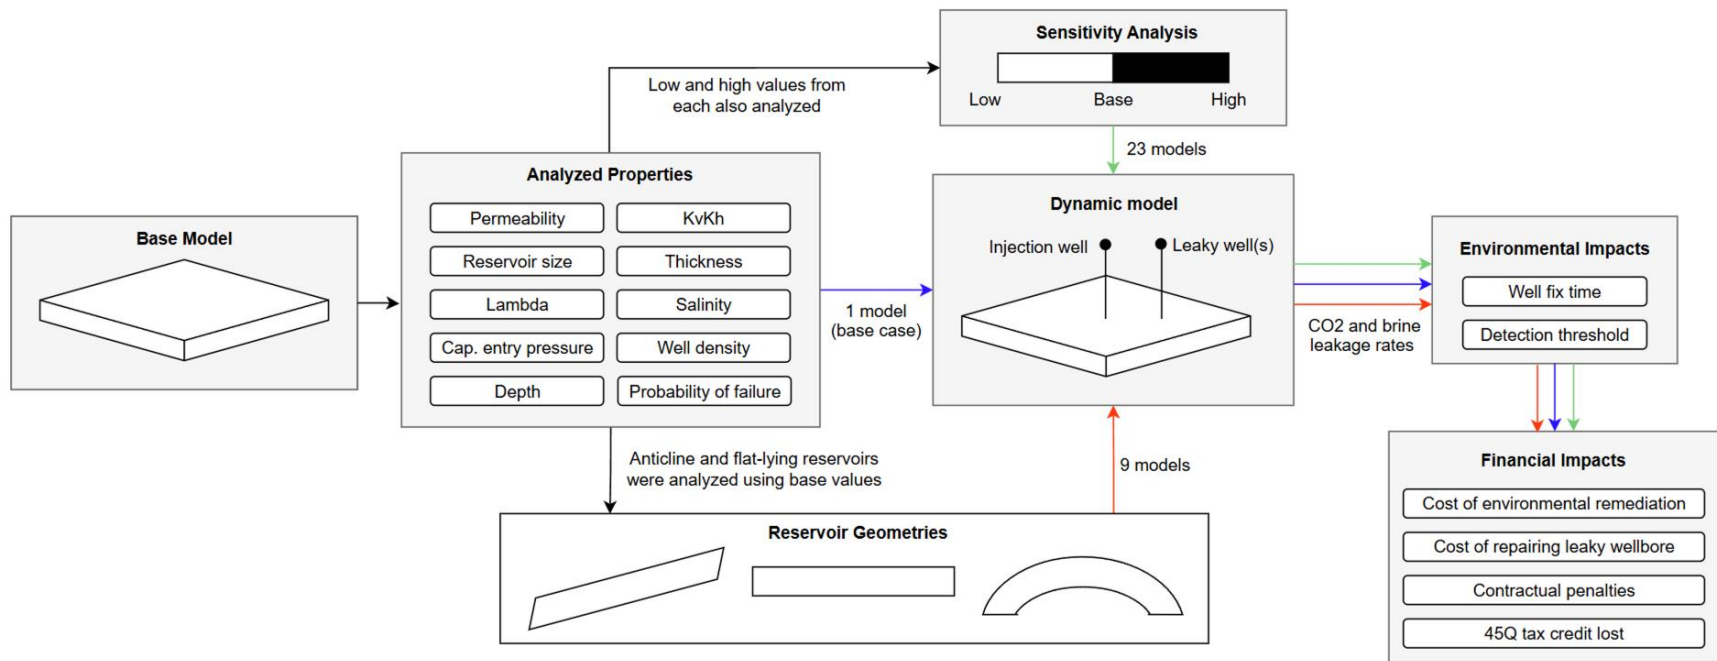 Sensitivity Analysis
Low Base High
Low and high values from
each also analyzed
23 models
Analyzed Properties
Permeability KvKh
Reservoir size Thickness
Lambda Salinity
Cap. entry pressure Well density
Depth Probability of failure
Base Model
1 model
(base case)
Dynamic model
Injection well
Leaky well(s)
CO2 and brine
leakage rates
Environmental Impacts
Well fix time
Detection threshold
Anticline and flat-lying reservoirs
were analyzed using base values
9 models
Reservoir Geometries
Financial Impacts
Cost of environmental remediation
Cost of repairing leaky wellbore
Contractual penalties
45Q tax credit lost